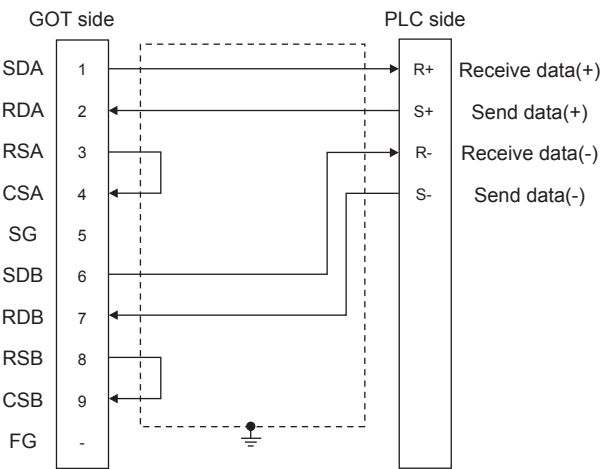 GOT side PLC side
SDA 1 R+ Receive data(+)
RDA 2 S+ Send data(+)
RSA 3 R- Receive data(-)
CSA 4 S- Send data(-)
SG 5
SDB 6
RDB 7
RSB 8
CSB 9
FG -